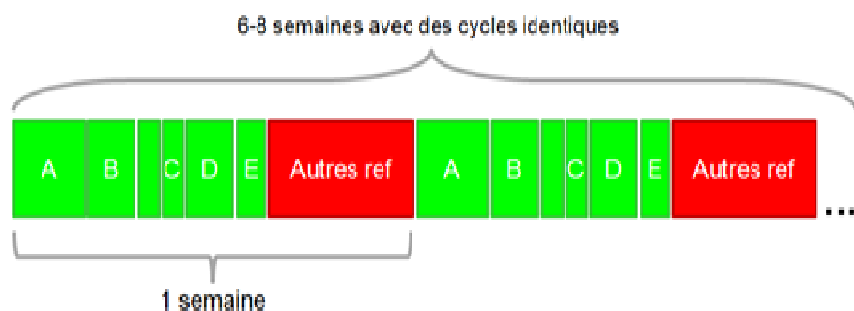 6-8 semaines avec des cycles identiques
A B C D E Autres ref A B C D E Autres ref ...
1 semaine